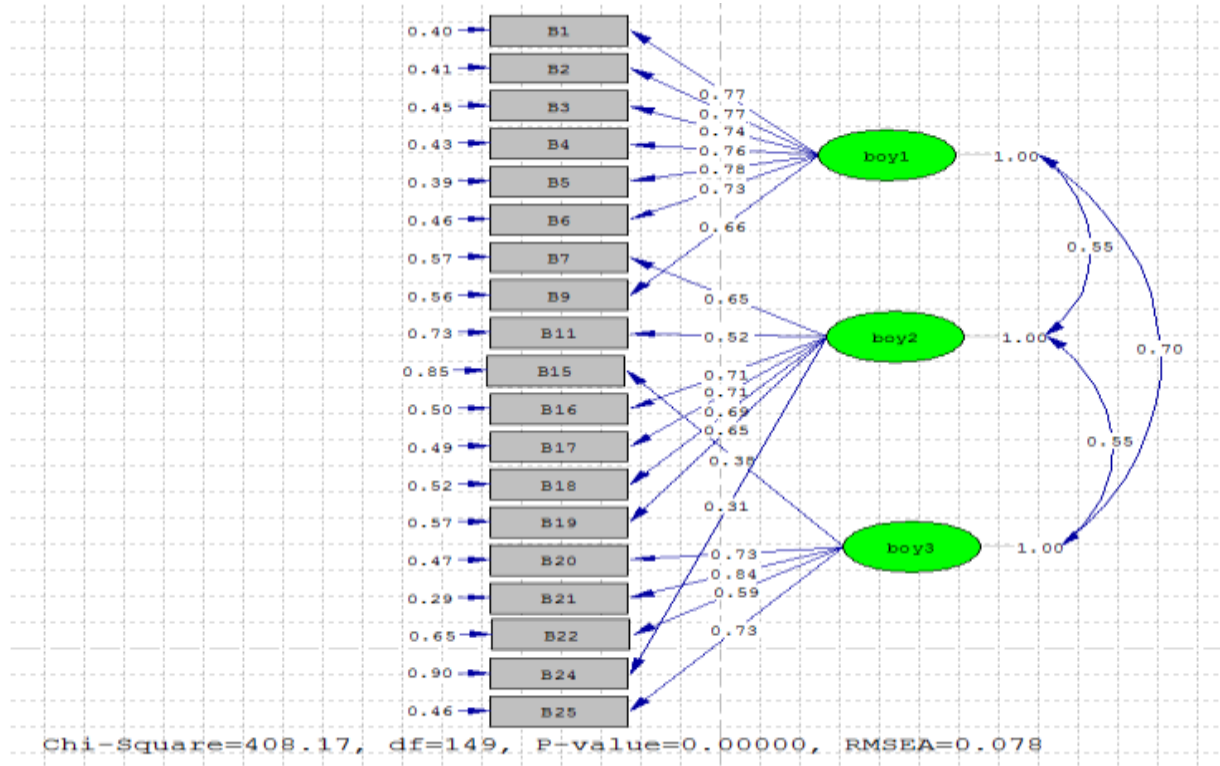 0.40 B1
0.41 B2
0.77
0.45 B3
0.77
0.74
0.43 B4
0.76
boy1 1.00
0.39 B5
0.78
0.46 B6
0.73
0.66
0.55
0.57 B7
0.56 B9
0.65
0.73 B11
0.52
boy2 1.00
0.70
0.85 B15
0.71
0.71
0.50 B16
0.69
0.65
0.49 B17
0.55
0.38
0.52 B18
0.31
0.57 B19
boy3 1.00
0.47 B20
0.73
0.84
0.29 B21
0.59
0.65 B22
0.73
0.90 B24
0.46 B25
Chi-Square=408.17, df=149, P-value=0.00000, RMSEA=0.078